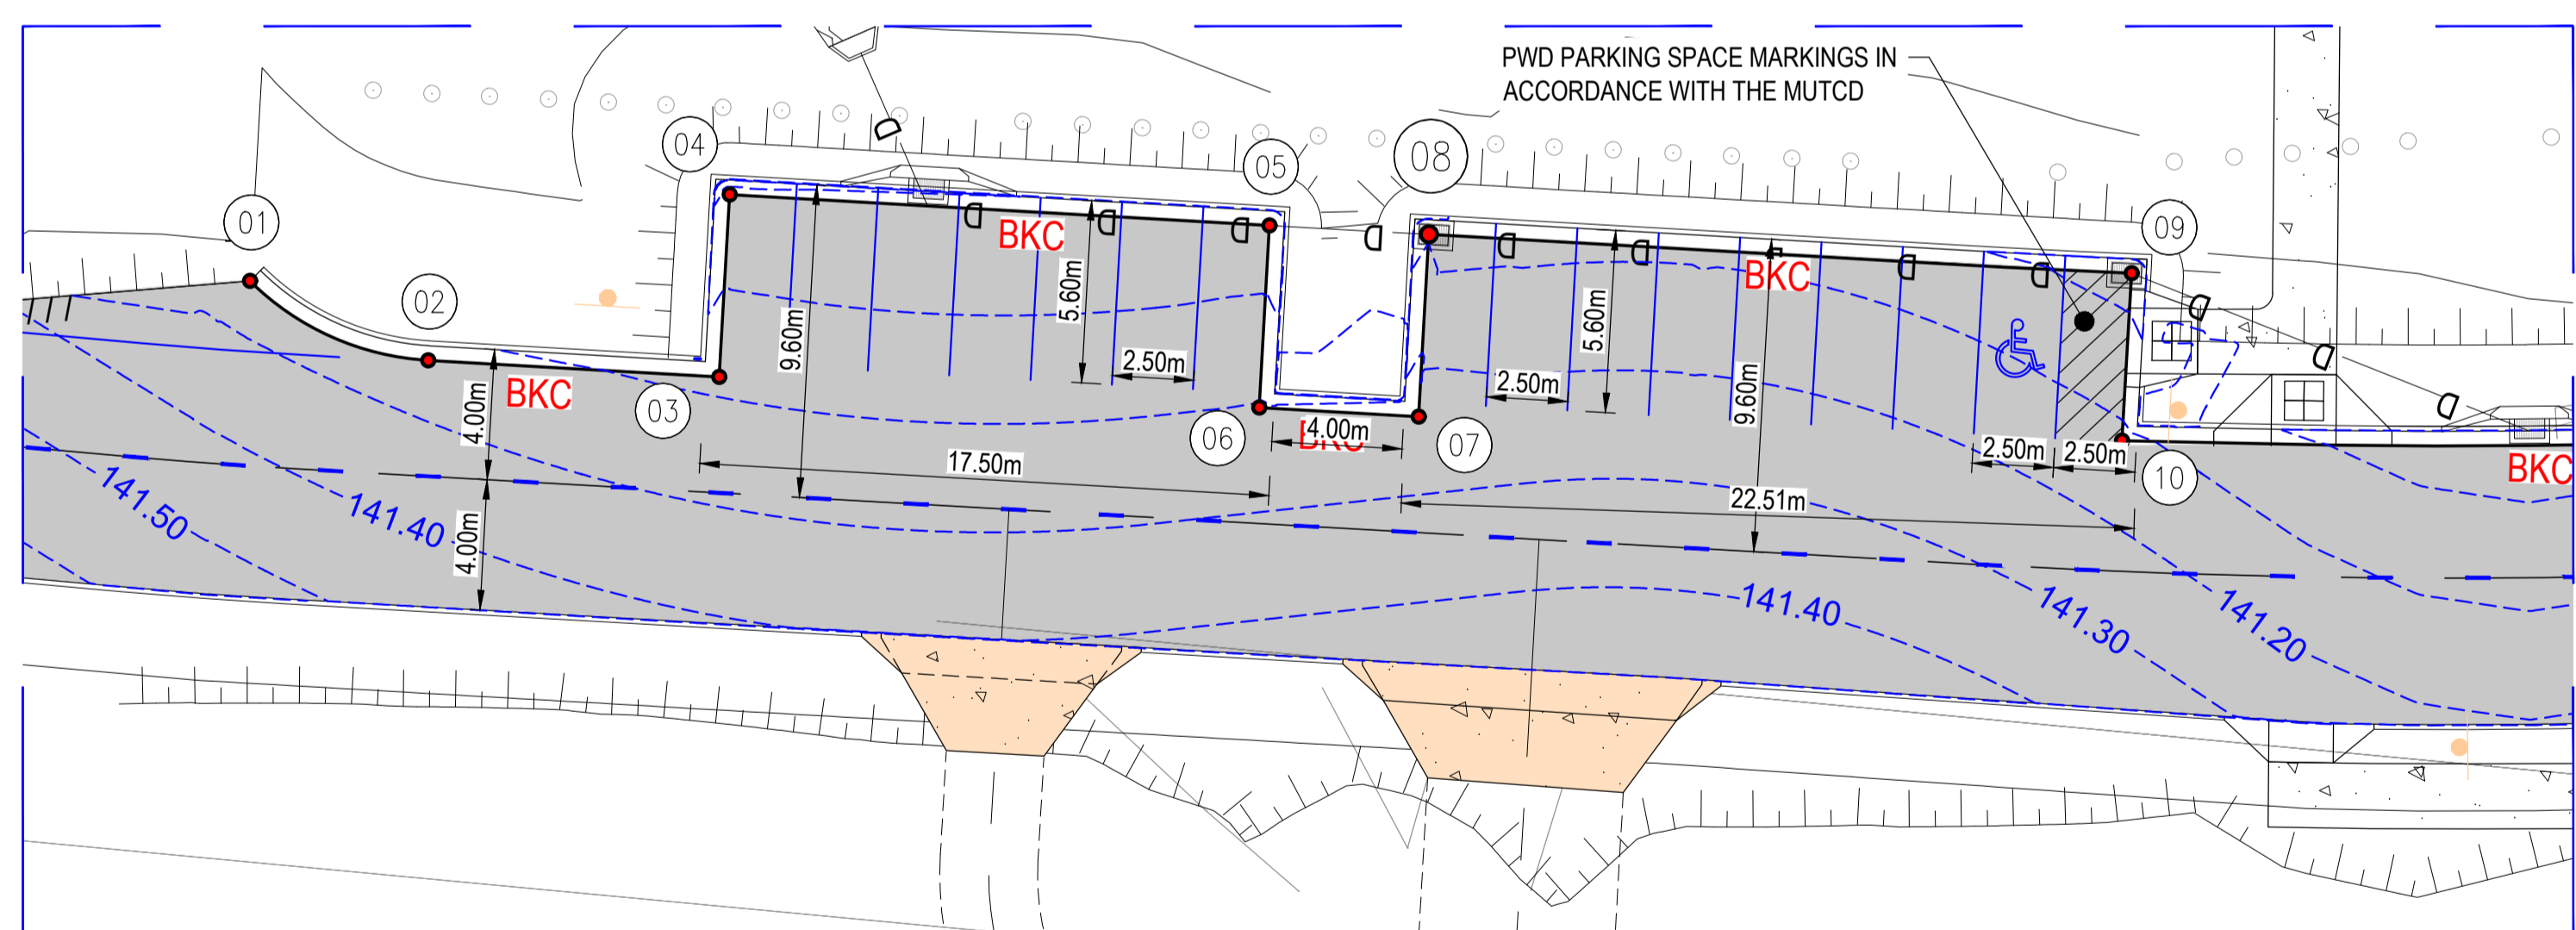 PWD PARKING SPACE MARKINGS IN
ACCORDANCE WITH THE MUTCD
01
02
03
04
05
06
07
08
09
10
BKC
BKC
BKC
BKC
BKC
D
D
D
D
D
D
D
D
D
D
D
D
D
4.00m
4.00m
9.60m
5.60m
2.50m
17.50m
4.00m
5.60m
2.50m
9.60m
22.51m
2.50m
2.50m
141.50
141.40
141.40
141.30
141.20